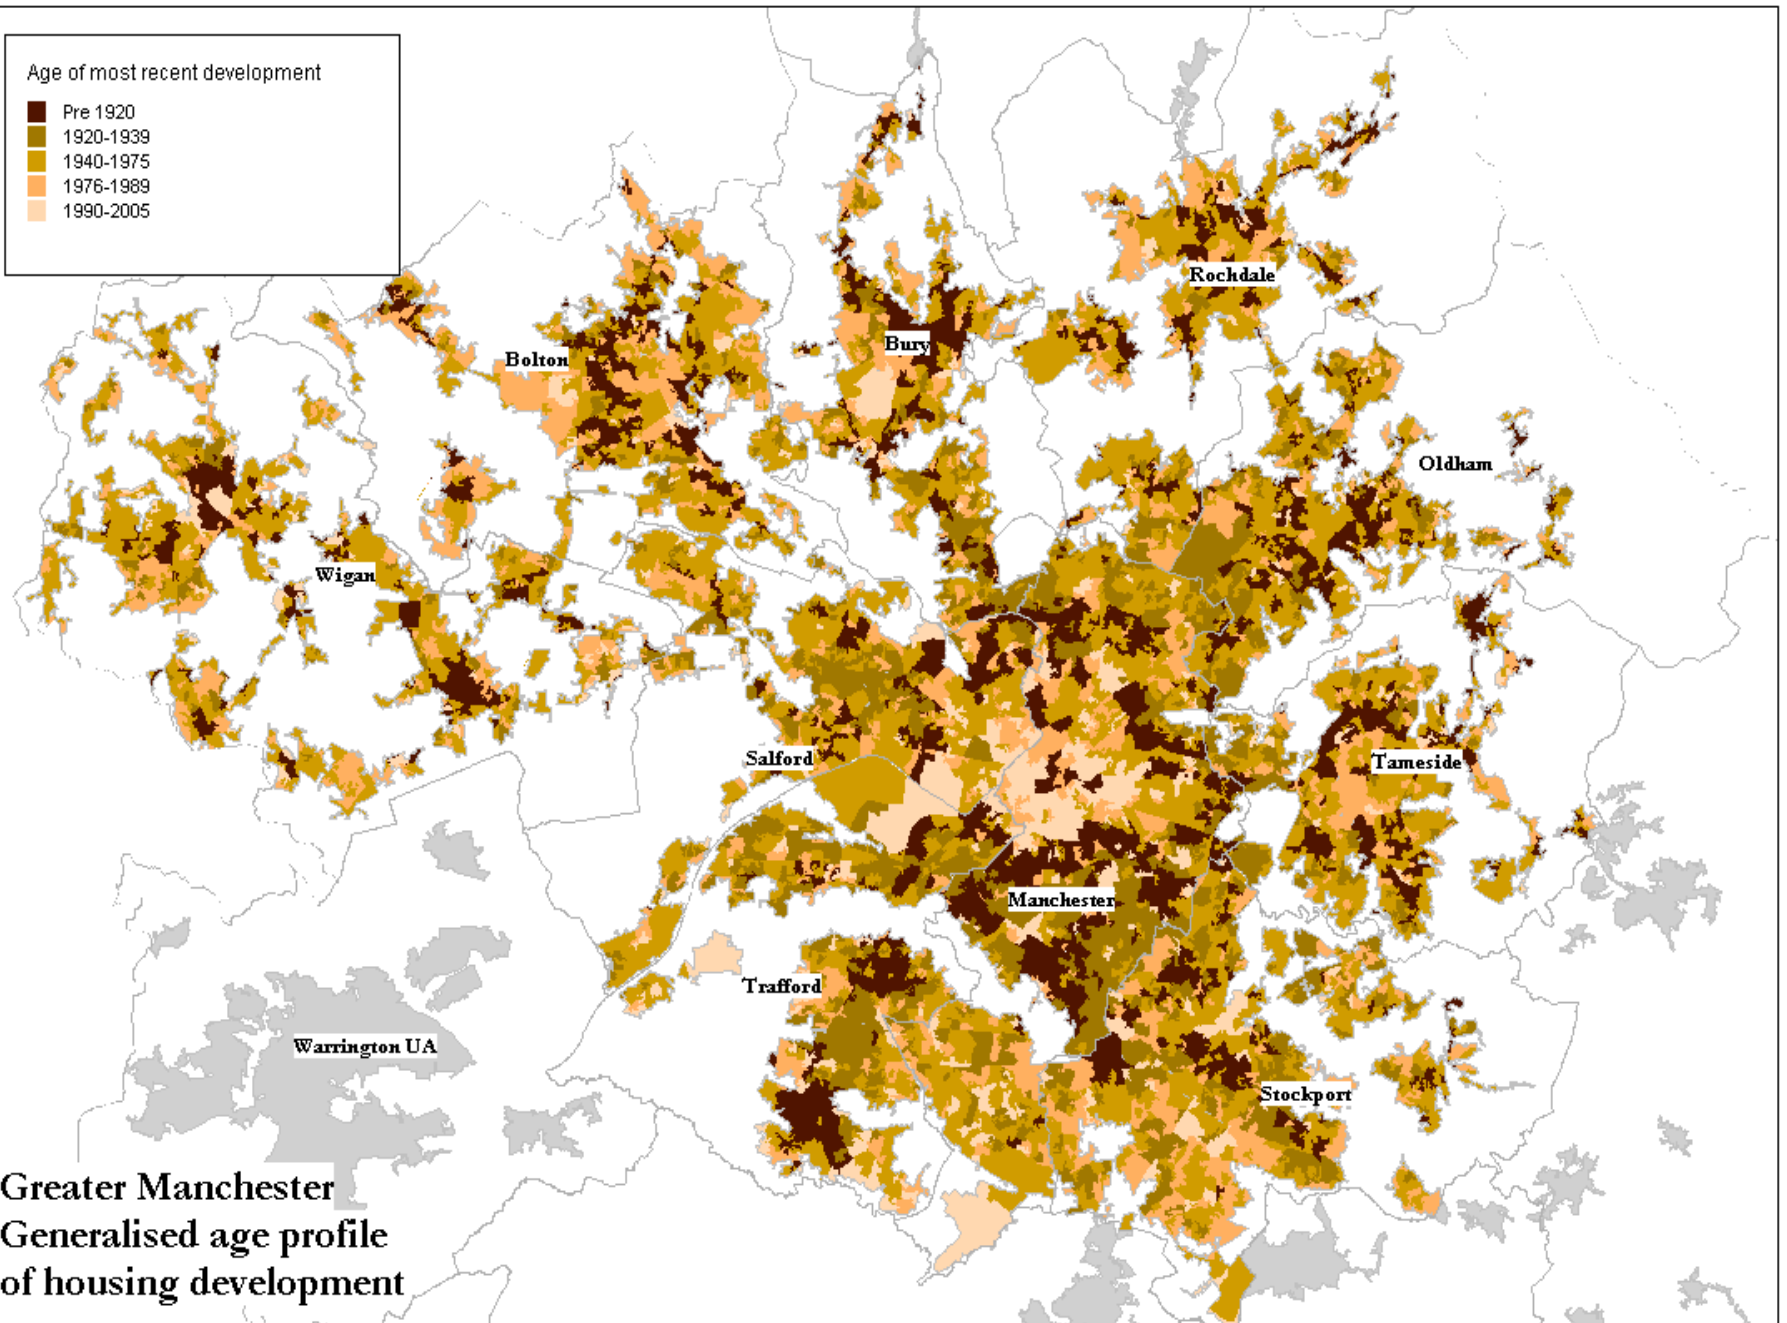 Age of most recent development
Pre 1920
1920-1939
1940-1975
1976-1989
1990-2005
Rochdale
Bury
Bolton
Oldham
Wigan
Salford
Tameside
Manchester
Trafford
Warrington UA
Stockport
Greater Manchester
Generalised age profile
of housing development